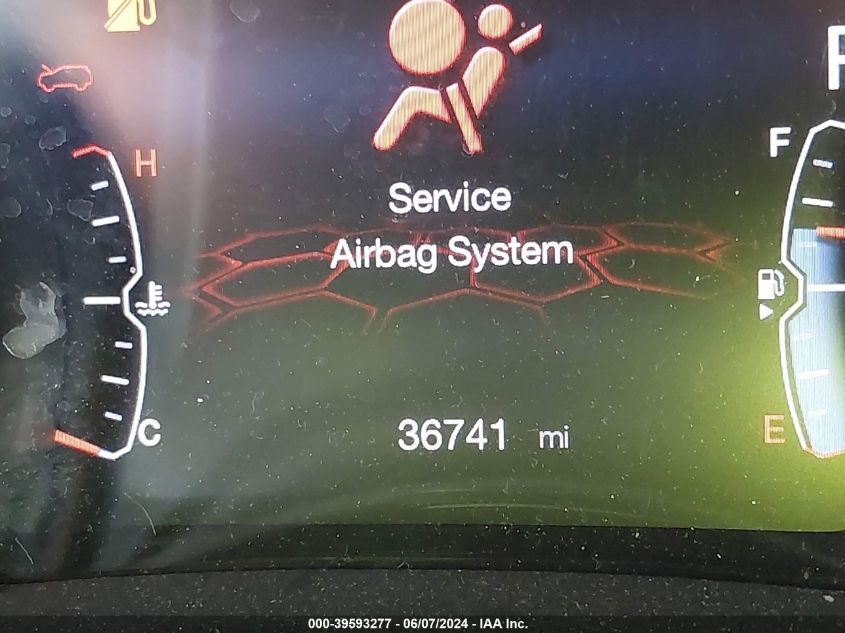 H
F
Service
Airbag System
C
36741 mi
E
000-39593277 - 06/07/2024 - IAA Inc.